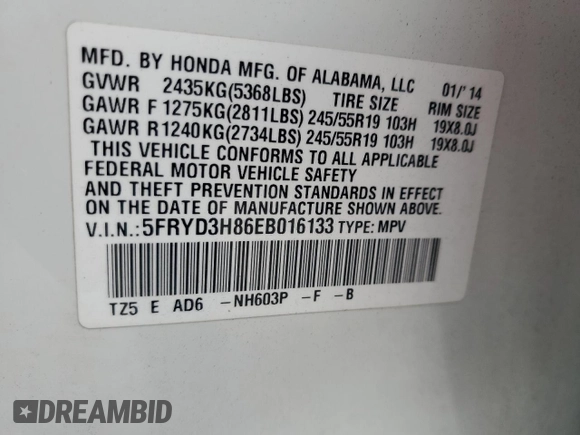 MFD. BY HONDA MFG. OF ALABAMA, LLC 01/'14
GVWR 2435KG(5368LBS) TIRE SIZE RIM SIZE
GAWR F 1275KG(2811LBS) 245/55R19 103H 19X8.0J
GAWR R1240KG(2734LBS) 245/55R19 103H 19X8.0J
THIS VEHICLE CONFORMS TO ALL APPLICABLE
FEDERAL MOTOR VEHICLE SAFETY
AND THEFT PREVENTION STANDARDS IN EFFECT
ON THE DATE OF MANUFACTURE SHOWN ABOVE.
V.I.N.:5FRYD3H86EB016133 TYPE: MPV
TZ5 E AD6 -NH603P -F -B
DREAMBID